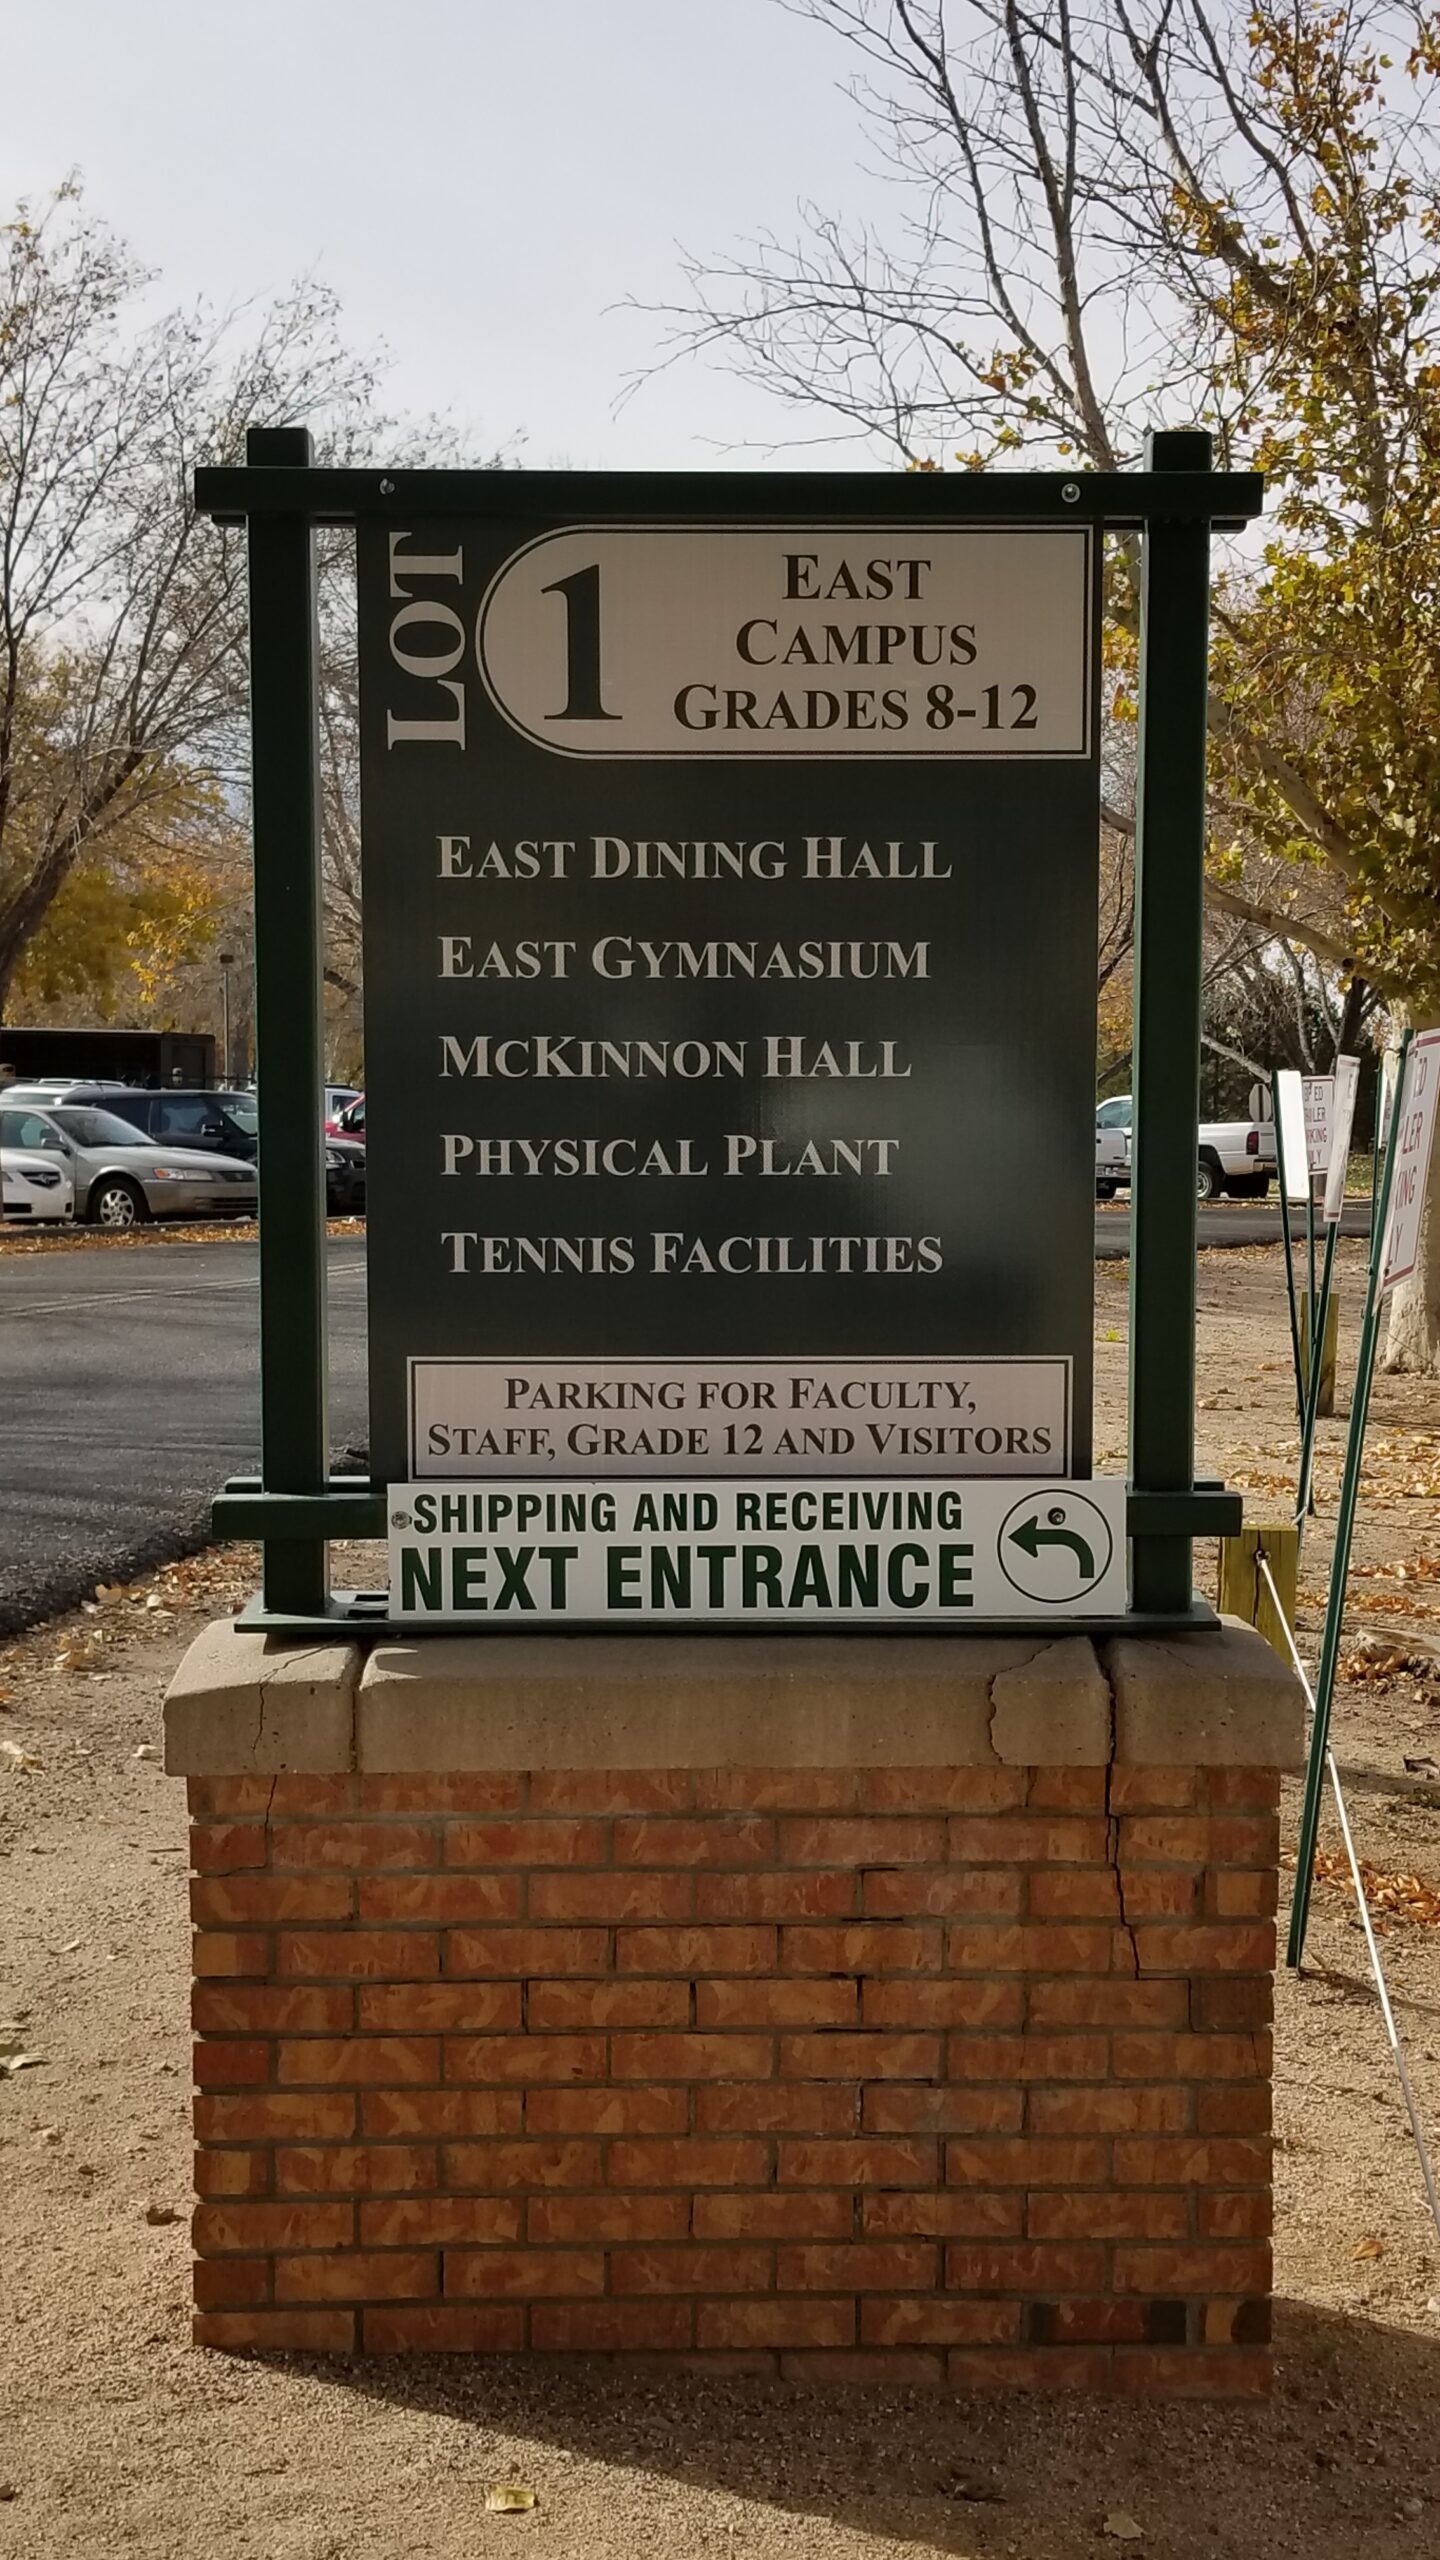 LOT
1
EAST
CAMPUS
GRADES 8-12
EAST DINING HALL
EAST GYMNASIUM
MCKINNON HALL
PHYSICAL PLANT
TENNIS FACILITIES
PARKING FOR FACULTY,
STAFF, GRADE 12 AND VISITORS
SHIPPING AND RECEIVING
NEXT ENTRANCE